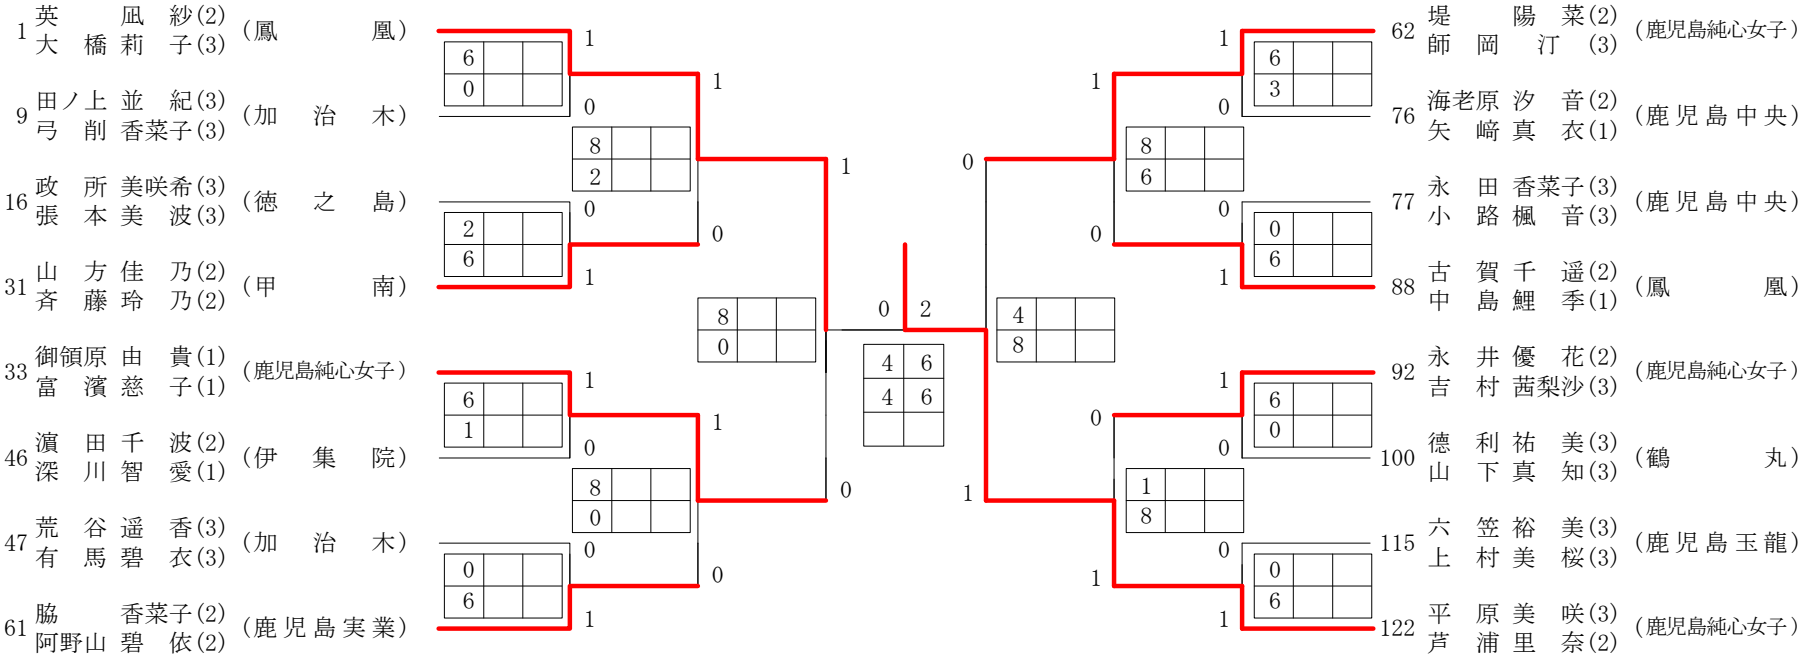 1 英 凪 紗(2) (鳳 凰)
大 橋 莉 子(3)
6
0
1
0
9 田ノ上 並 紀(3) (加 治 木)
弓 削 香菜子(3)
1
8
2
0
16 政 所 美咲希(3) (徳 之 島)
張 本 美 波(3)
2
6
0
1
31 山 方 佳 乃(2) (甲 南)
斉 藤 玲 乃(2)
1
8
0
0
33 御領原 由 貴(1) (鹿児島純心女子)
富 濱 慈 子(1)
6
1
1
0
46 濵 田 千 波(2) (伊 集 院)
深 川 智 愛(1)
1
8
0
0
47 荒 谷 遥 香(3) (加 治 木)
有 馬 碧 衣(3)
0
6
0
1
61 脇 香菜子(2) (鹿児島実業)
阿野山 碧 依(2)
0 2
4 6
4 6
62 堤 陽 菜(2) (鹿児島純心女子)
師 岡 汀 (3)
1
6
3
0
76 海老原 汐 音(2) (鹿児島中央)
矢 﨑 真 衣(1)
1
8
6
0
77 永 田 香菜子(3) (鹿児島中央)
小 路 楓 音(3)
0
0
6
1
88 古 賀 千 遥(2) (鳳 凰)
中 島 鯉 季(1)
0
4
8
1
92 永 井 優 花(2) (鹿児島純心女子)
吉 村 茜梨沙(3)
1
6
0
0
100 德 利 祐 美(3) (鶴 丸)
山 下 真 知(3)
0
1
8
1
115 六 笠 裕 美(3) (鹿児島玉龍)
上 村 美 桜(3)
0
0
6
1
122 平 原 美 咲(3) (鹿児島純心女子)
芦 浦 里 奈(2)